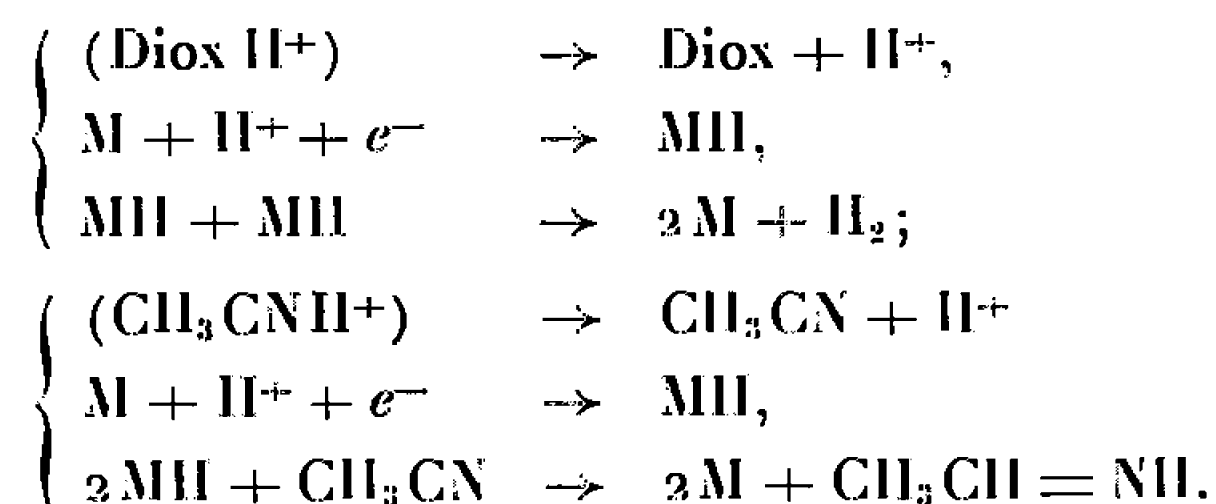 (Diox H⁺) → Diox + H⁺,
M + H⁺ + e⁻ → MH,
MH + MH → 2 M + H₂;
(CH₃CNH⁺) → CH₃CN + H⁺
M + H⁺ + e⁻ → MH,
2 MH + CH₃CN → 2 M + CH₃CH = NH.